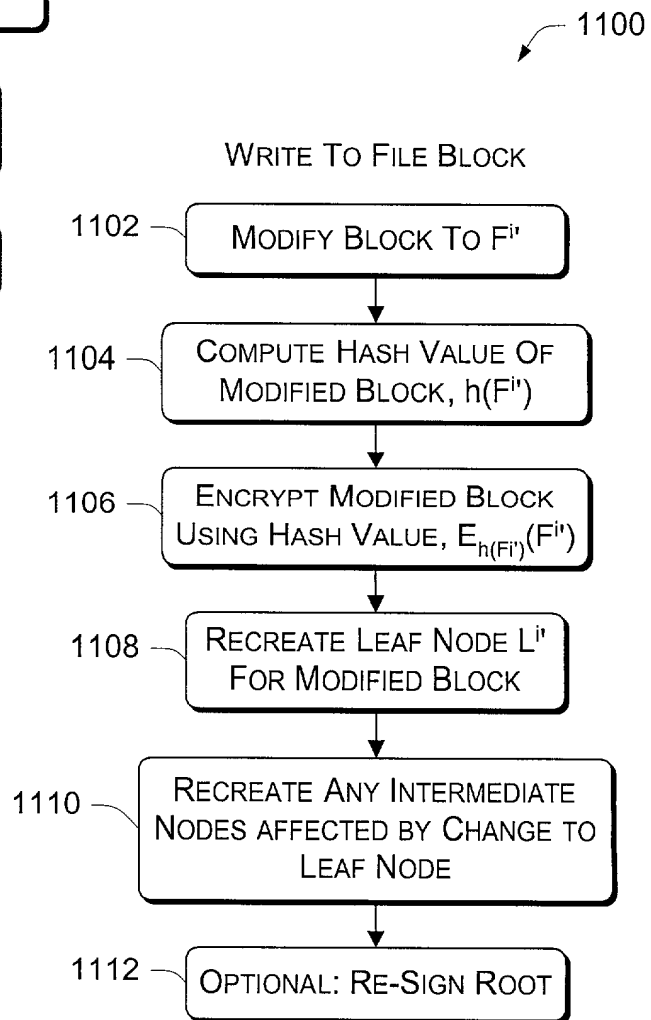 1100
WRITE TO FILE BLOCK
1102
MODIFY BLOCK TO Fi'
1104
COMPUTE HASH VALUE OF
MODIFIED BLOCK, h(Fi')
1106
ENCRYPT MODIFIED BLOCK
USING HASH VALUE, Eh(Fi')(Fi')
1108
RECREATE LEAF NODE Li'
FOR MODIFIED BLOCK
1110
RECREATE ANY INTERMEDIATE
NODES AFFECTED BY CHANGE TO
LEAF NODE
1112
OPTIONAL: RE-SIGN ROOT